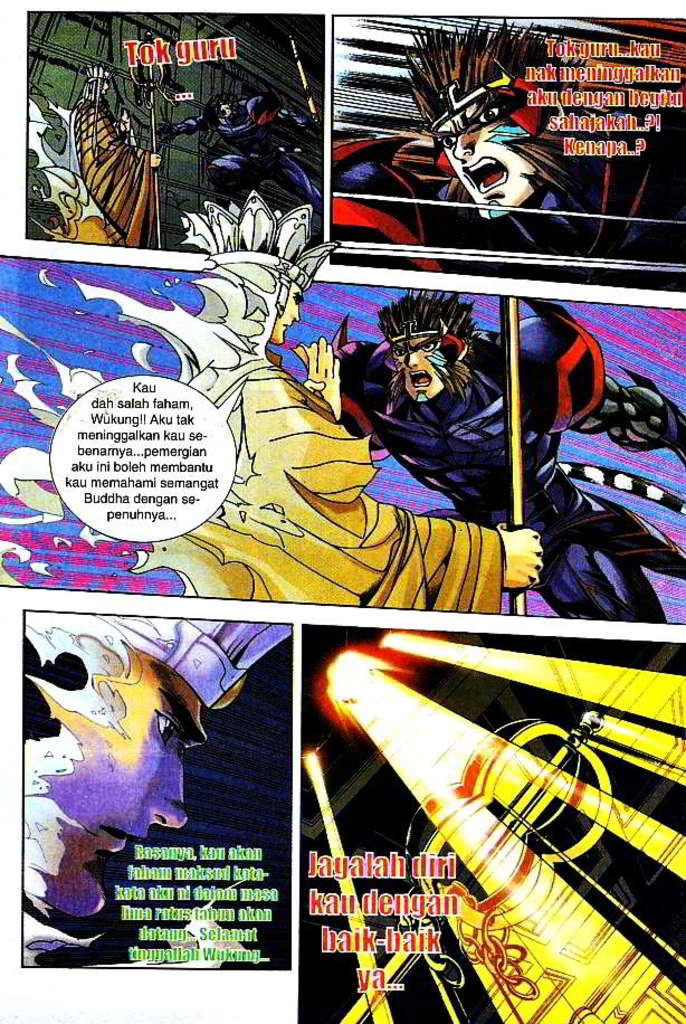 Tok guru
...
Tok guru...kau
nak meninggalkan
aku dengan begitu
sahajakah..?!
Kenapa..?
Kau
dah salah faham,
Wukung!! Aku tak
meninggalkan kau se-
benarnya...pemergian
aku ini boleh membantu
kau memahami semangat
Buddha dengan se-
penuhnya...
Rasanya, kau akan
faham maksud kata-
kata aku ni dalam masa
lima ratus tahun akan
datang... Selamat
tinggallah Wukung...
Jagalah diri
kau dengan
baik-baik
ya...